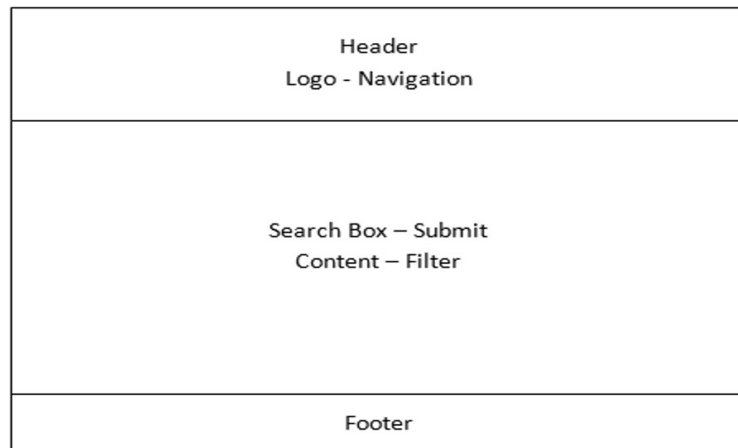 Header
Logo - Navigation
Search Box – Submit
Content – Filter
Footer